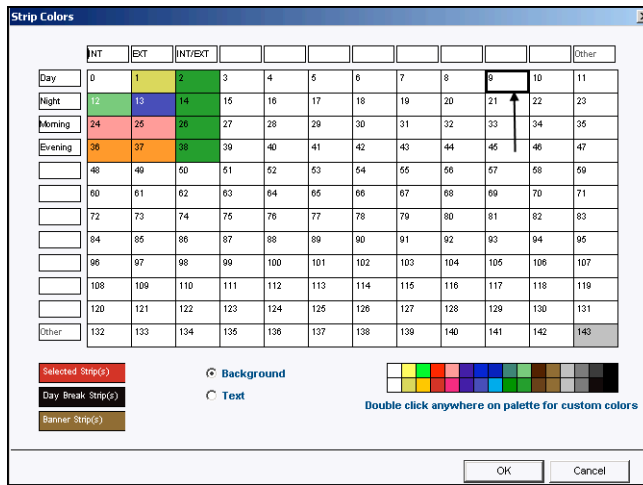 Strip Colors
INT EXT INT/EXT Other
Day 0 1 2 3 4 5 6 7 8 9 10 11
Night 12 13 14 15 16 17 18 19 20 21 22 23
Morning 24 25 26 27 28 29 30 31 32 33 34 35
Evening 36 37 38 39 40 41 42 43 44 45 46 47
48 49 50 51 52 53 54 55 56 57 58 59
60 61 62 63 64 65 66 67 68 69 70 71
72 73 74 75 76 77 78 79 80 81 82 83
84 85 86 87 88 89 90 91 92 93 94 95
96 97 98 99 100 101 102 103 104 105 106 107
108 109 110 111 112 113 114 115 116 117 118 119
120 121 122 123 124 125 126 127 128 129 130 131
Other 132 133 134 135 136 137 138 139 140 141 142 143
Selected Strip(s)
Background
Day Break Strip(s)
Text
Double click anywhere on palette for custom colors
Banner Strip(s)
OK Cancel